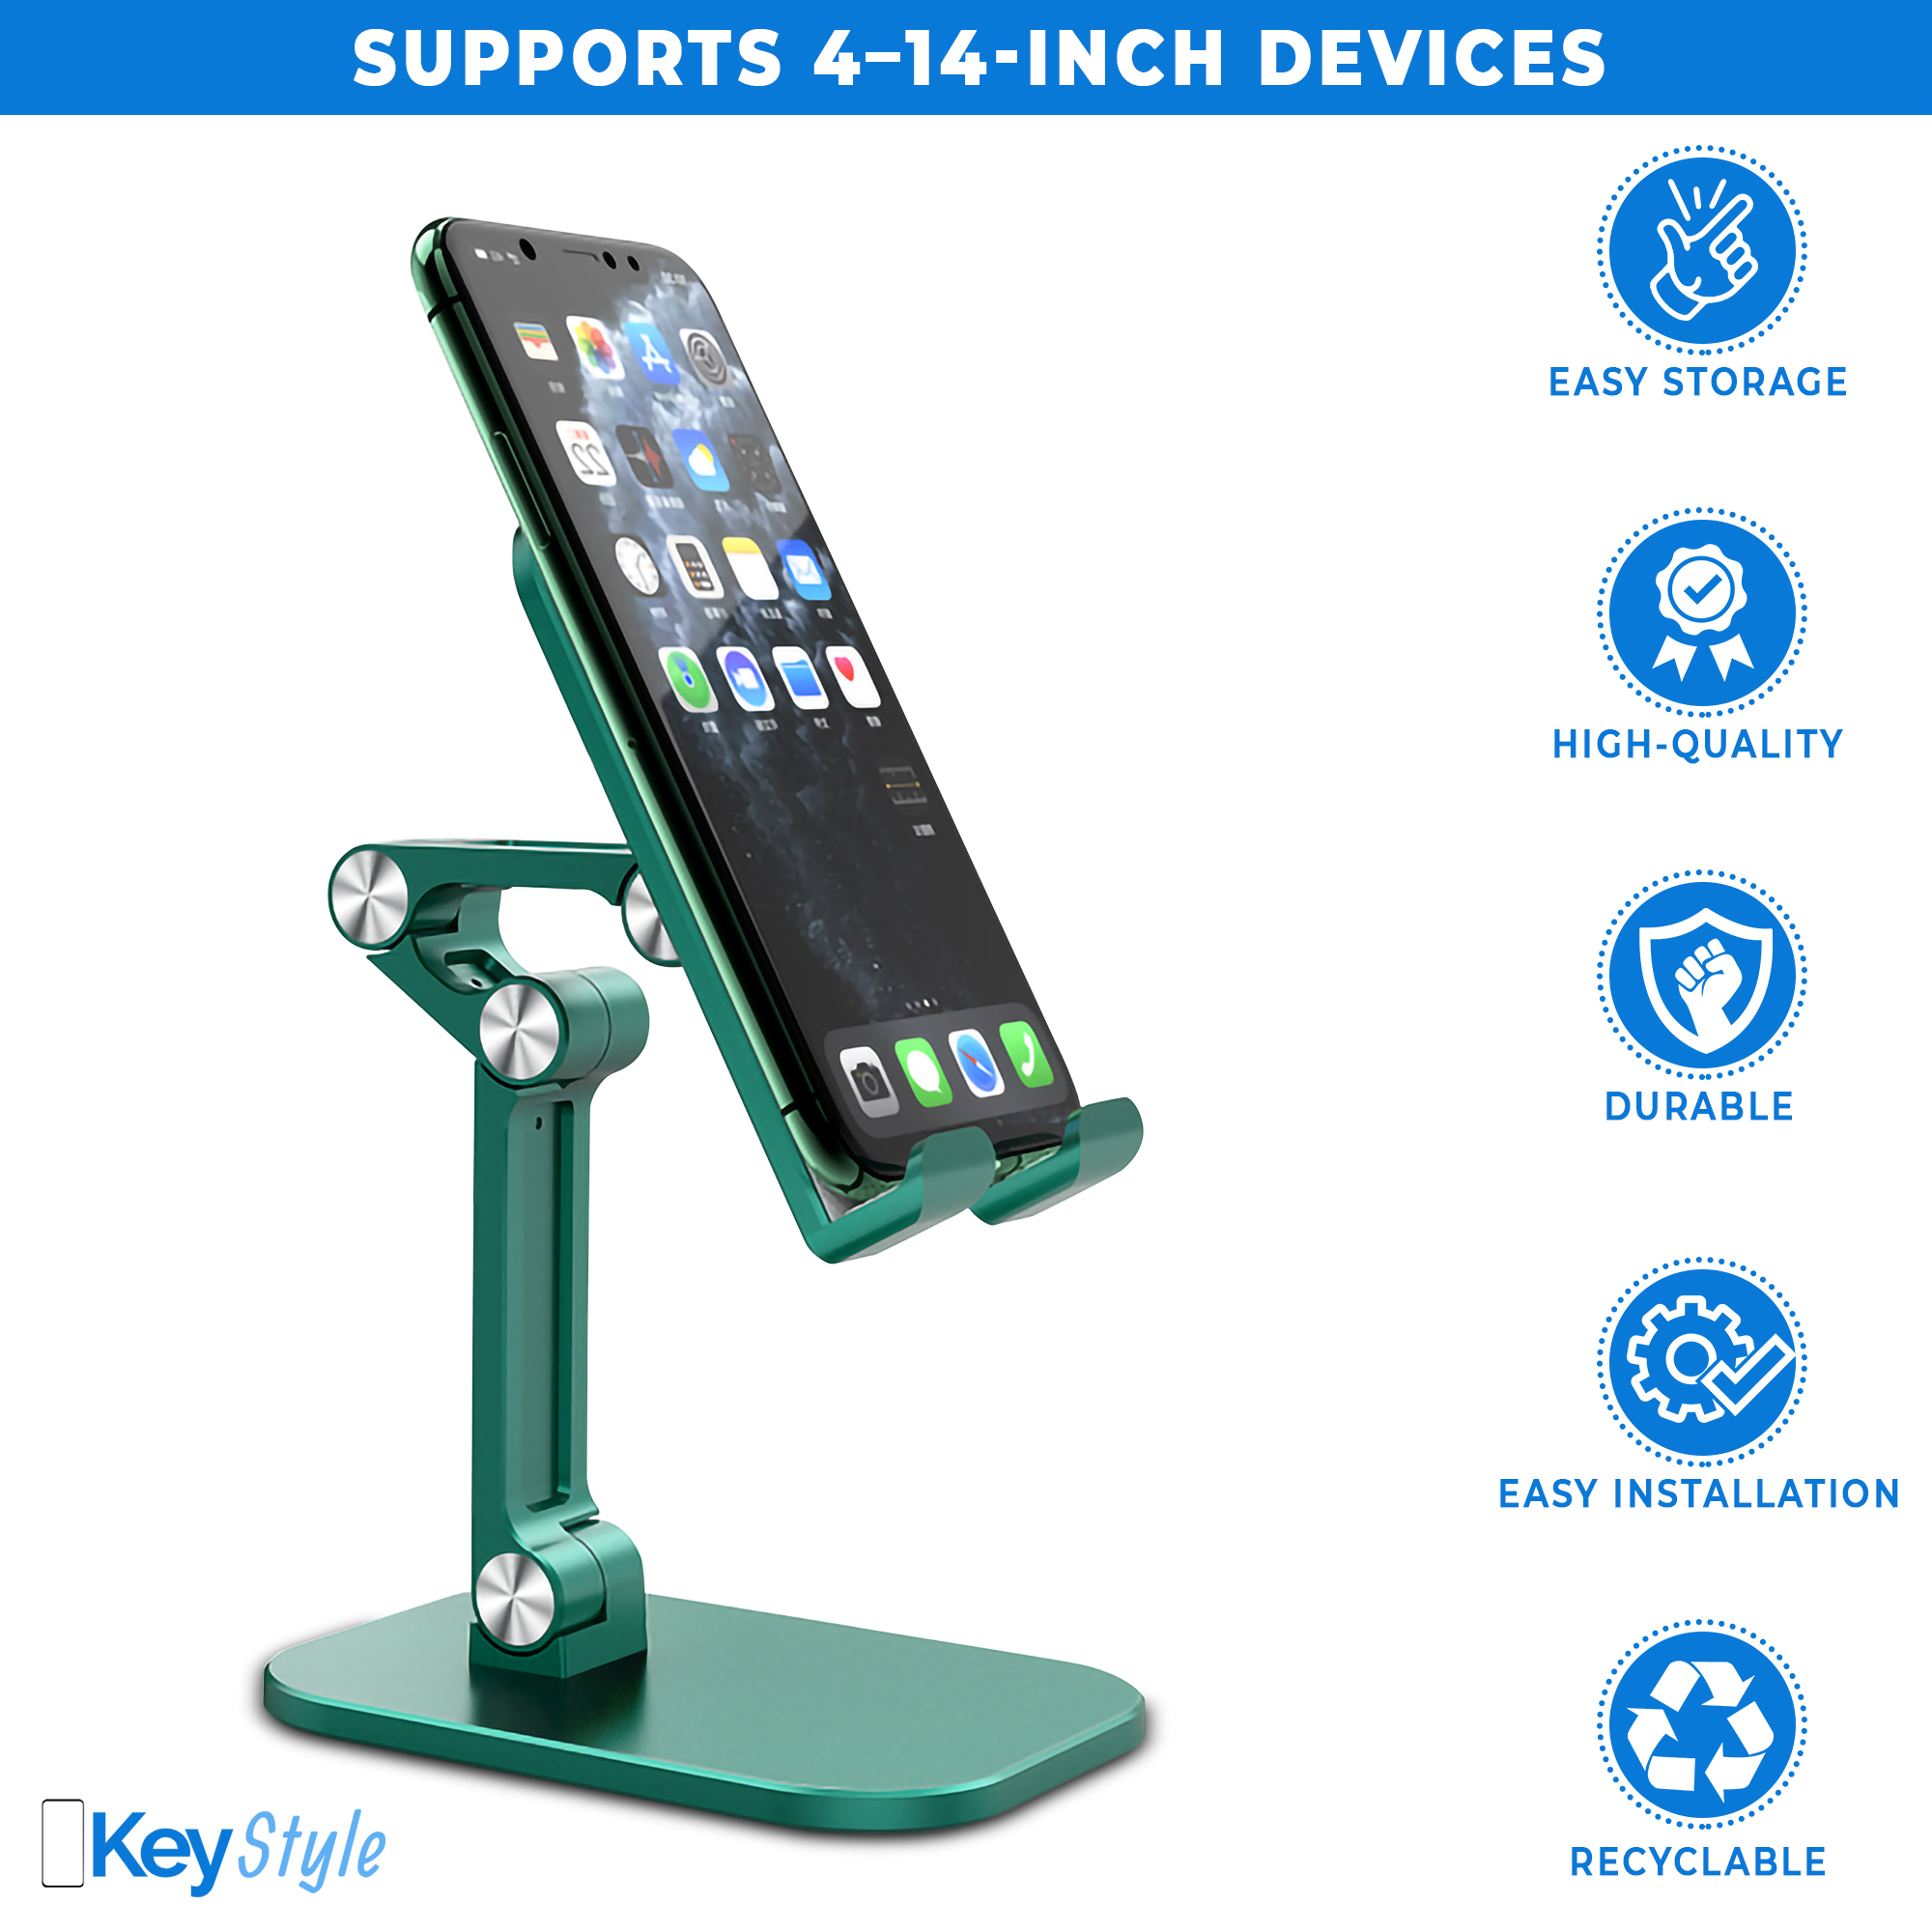 SUPPORTS 4–14-INCH DEVICES
EASY STORAGE
HIGH-QUALITY
DURABLE
EASY INSTALLATION
RECYCLABLE
KeyStyle